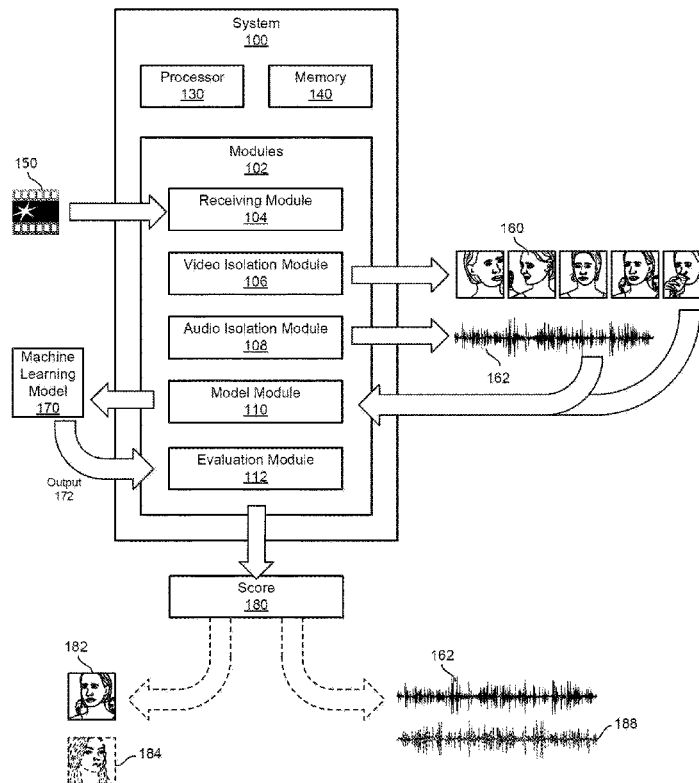 System
100
Processor
130
Memory
140
Modules
102
150
Receiving Module
104
Video Isolation Module
106
160
Audio Isolation Module
108
162
Machine
Learning
Model
170
Model Module
110
Evaluation Module
112
Output
172
Score
180
182
162
184
188